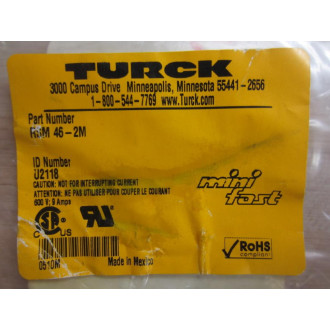 TURCK
3000 Campus Drive Minneapolis, Minnesota 55441-2656
1-800-544-7769 www.Turck.com
Part Number
46-2M
ID Number
U2118
CAUTION: NOT FOR INTERRUPTING CURRENT
ATTENTION: NE PAS UTILISER POUR COUPER LE COURANT
600 V; 9 Amps
mini fast
C US
0510M
Made in Mexico
RoHS
compliant